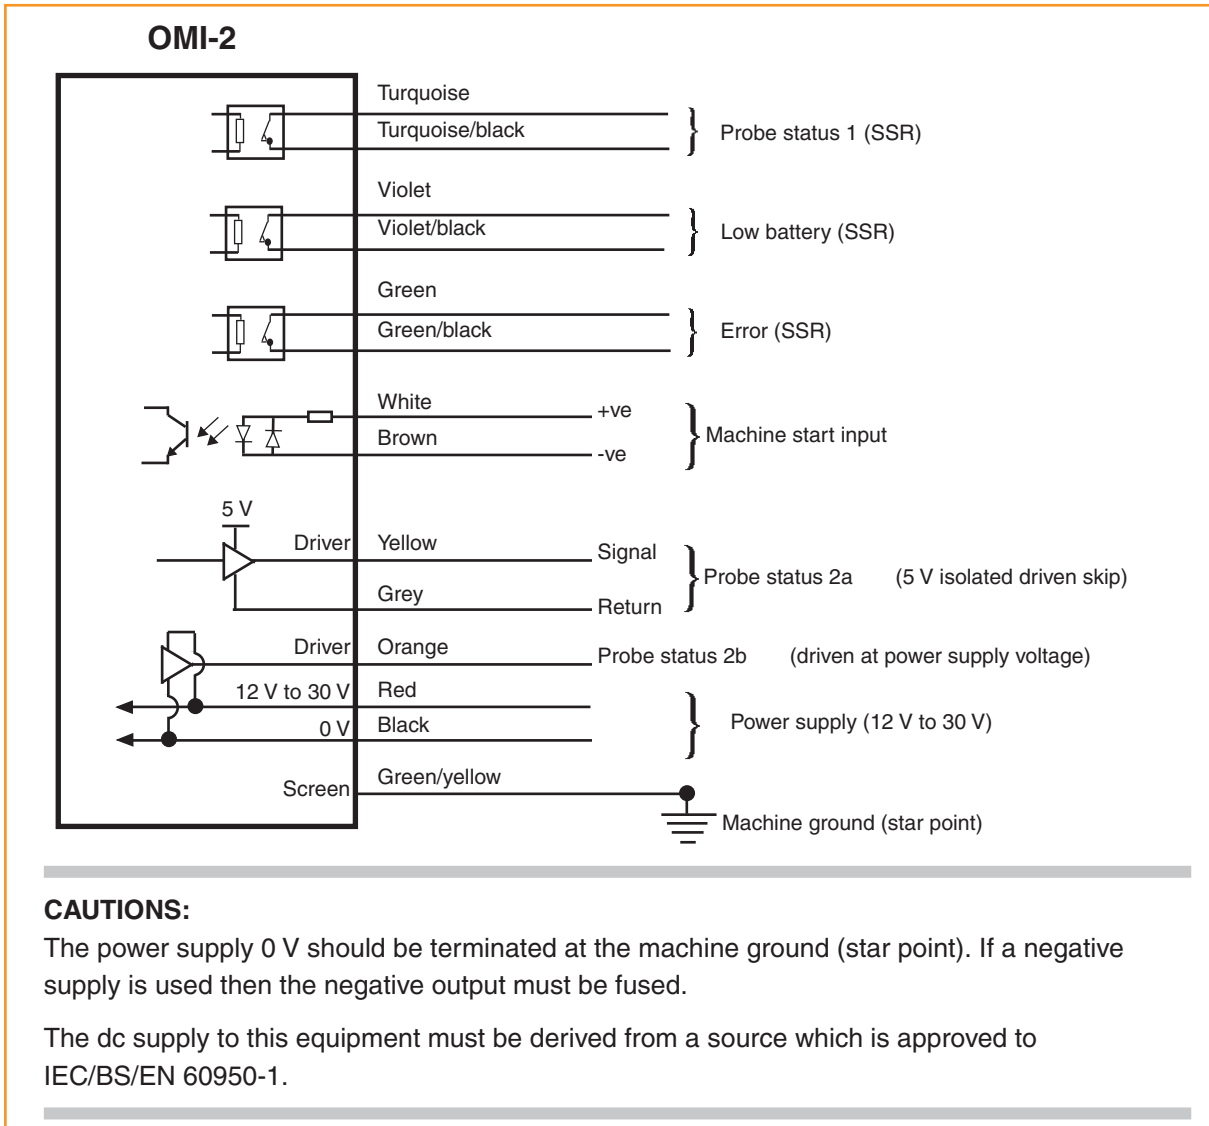 OMI-2
Turquoise
Turquoise/black
Probe status 1 (SSR)
Violet
Violet/black
Low battery (SSR)
Green
Green/black
Error (SSR)
White
+ve
Brown
-ve
Machine start input
5 V
Driver
Yellow
Signal
Probe status 2a
(5 V isolated driven skip)
Grey
Return
Driver
Orange
Probe status 2b
(driven at power supply voltage)
12 V to 30 V
Red
0 V
Black
Power supply (12 V to 30 V)
Screen
Green/yellow
Machine ground (star point)
CAUTIONS:
The power supply 0 V should be terminated at the machine ground (star point). If a negative
supply is used then the negative output must be fused.
The dc supply to this equipment must be derived from a source which is approved to
IEC/BS/EN 60950-1.